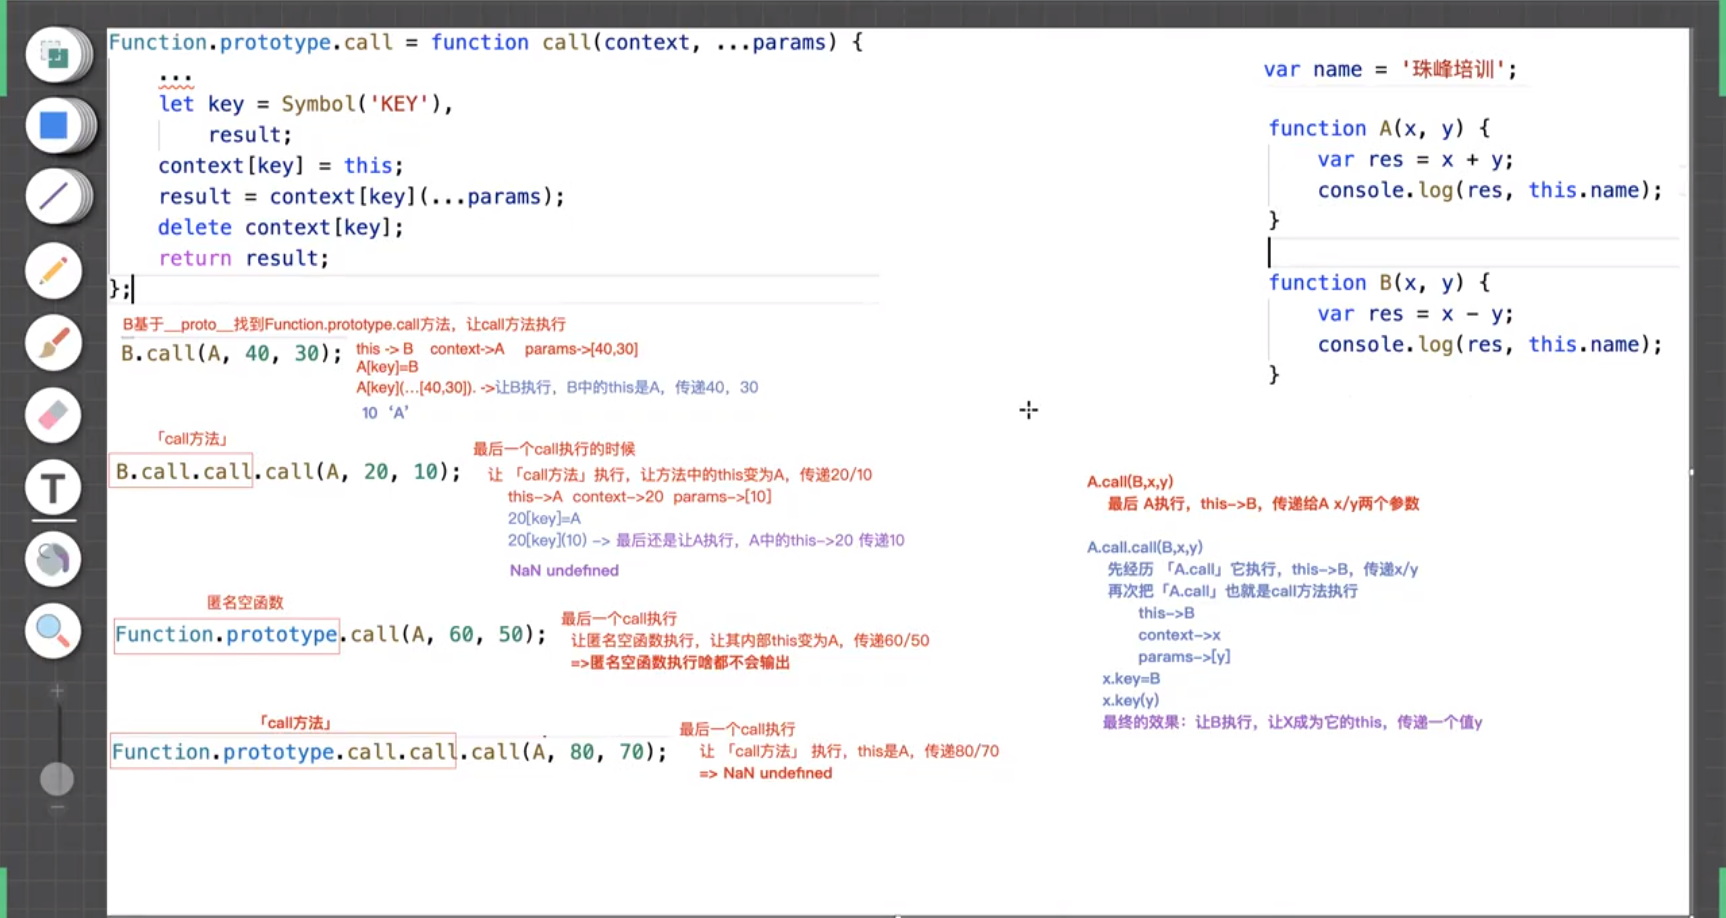 Function.prototype.call = function call(context, ...params) {
...
let key = Symbol('KEY'),
result;
context[key] = this;
result = context[key](...params);
delete context[key];
return result;
};
B基于__proto__找到Function.prototype.call方法，让call方法执行
B.call(A, 40, 30);
this -> B context->A params->[40,30]
A[key]=B
A[key](...[40,30]). ->让B执行，B中的this是A，传递40，30
10 ‘A’
「call方法」
B.call.call.call(A, 20, 10);
最后一个call执行的时候
让 「call方法」执行，让方法中的this变为A，传递20/10
this->A context->20 params->[10]
20[key]=A
20[key](10) -> 最后还是让A执行，A中的this->20 传递10
NaN undefined
匿名空函数
Function.prototype.call(A, 60, 50);
最后一个call执行
让匿名空函数执行，让其内部this变为A，传递60/50
=>匿名空函数执行啥都不会输出
「call方法」
Function.prototype.call.call.call(A, 80, 70);
最后一个call执行
让 「call方法」 执行，this是A，传递80/70
=> NaN undefined
var name = '珠峰培训';
function A(x, y) {
var res = x + y;
console.log(res, this.name);
}
function B(x, y) {
var res = x - y;
console.log(res, this.name);
}
A.call(B,x,y)
最后 A执行，this->B，传递给A x/y两个参数
A.call.call(B,x,y)
先经历 「A.call」它执行，this->B，传递x/y
再次把「A.call」也就是call方法执行
this->B
context->x
params->[y]
x.key=B
x.key(y)
最终的效果：让B执行，让X成为它的this，传递一个值y
T